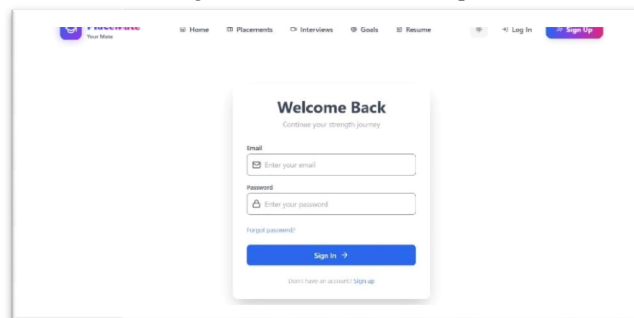 PlaceMate
Your Mate
Home Placements Interviews Goals Resume Log In Sign Up
Welcome Back
Continue your strength journey
Email
Enter your email
Password
Enter your password
Forgot password?
Sign In →
Don't have an account? Sign up